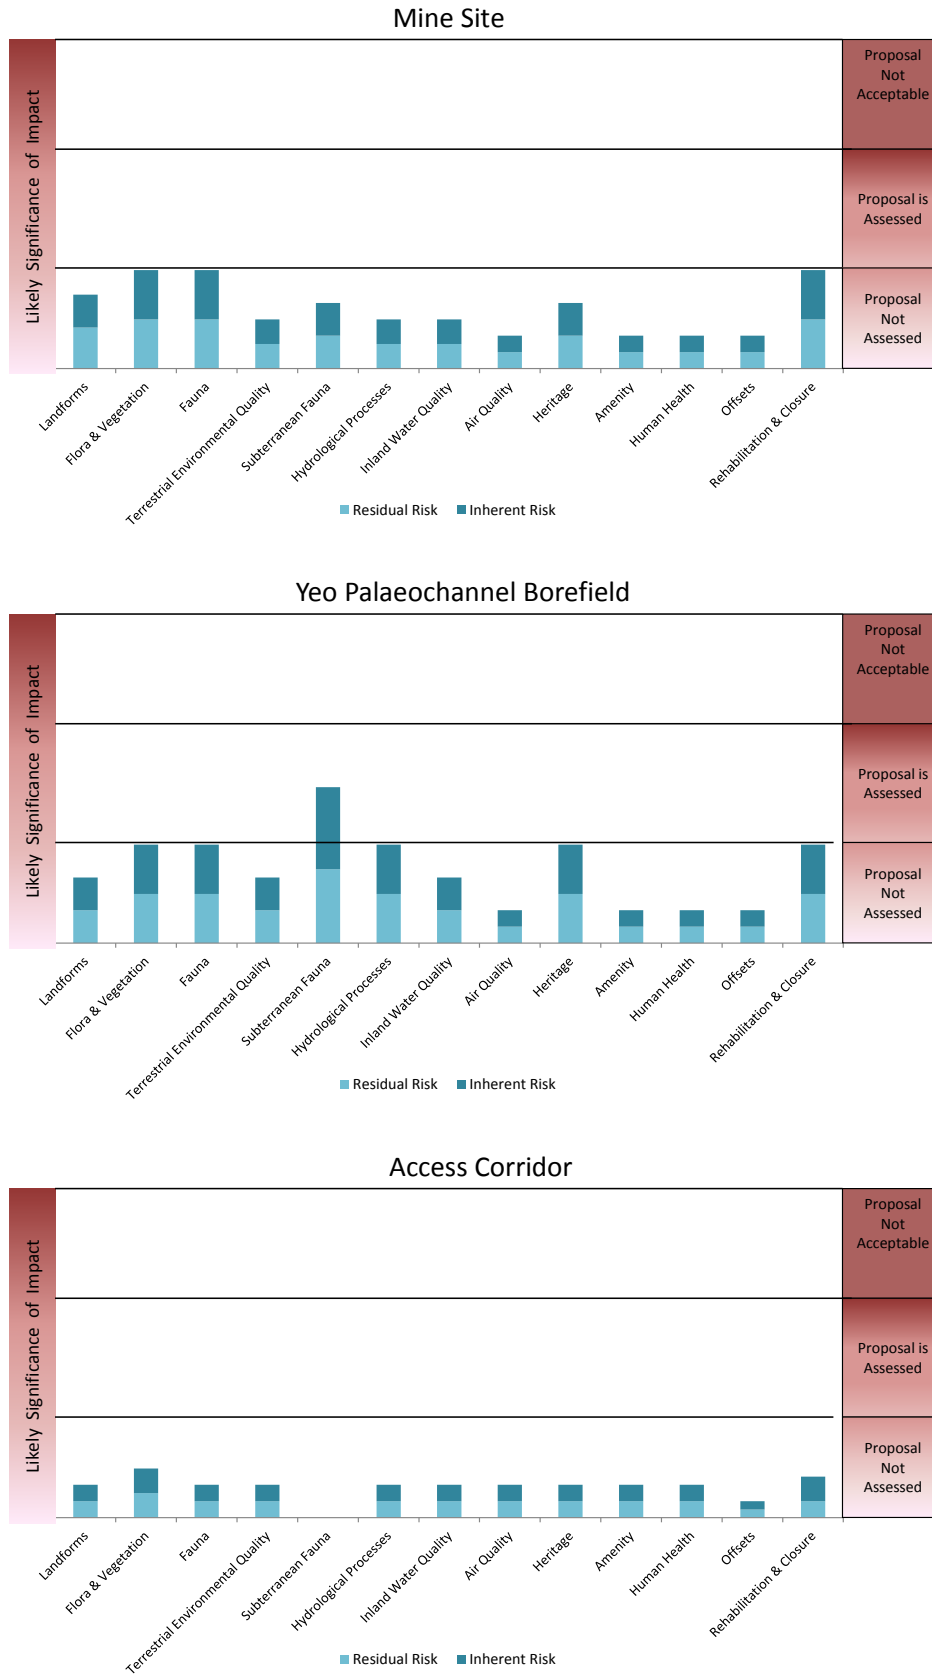 Mine Site
Likely Significance of Impact
Proposal
Not
Acceptable
Proposal is
Assessed
Proposal
Not
Assessed
Landforms
Flora & Vegetation
Fauna
Terrestrial Environmental Quality
Subterranean Fauna
Hydrological Processes
Inland Water Quality
Air Quality
Heritage
Amenity
Human Health
Offsets
Rehabilitation & Closure
Residual Risk
Inherent Risk
Yeo Palaeochannel Borefield
Likely Significance of Impact
Proposal
Not
Acceptable
Proposal is
Assessed
Proposal
Not
Assessed
Landforms
Flora & Vegetation
Fauna
Terrestrial Environmental Quality
Subterranean Fauna
Hydrological Processes
Inland Water Quality
Air Quality
Heritage
Amenity
Human Health
Offsets
Rehabilitation & Closure
Residual Risk
Inherent Risk
Access Corridor
Likely Significance of Impact
Proposal
Not
Acceptable
Proposal is
Assessed
Proposal
Not
Assessed
Landforms
Flora & Vegetation
Fauna
Terrestrial Environmental Quality
Subterranean Fauna
Hydrological Processes
Inland Water Quality
Air Quality
Heritage
Amenity
Human Health
Offsets
Rehabilitation & Closure
Residual Risk
Inherent Risk